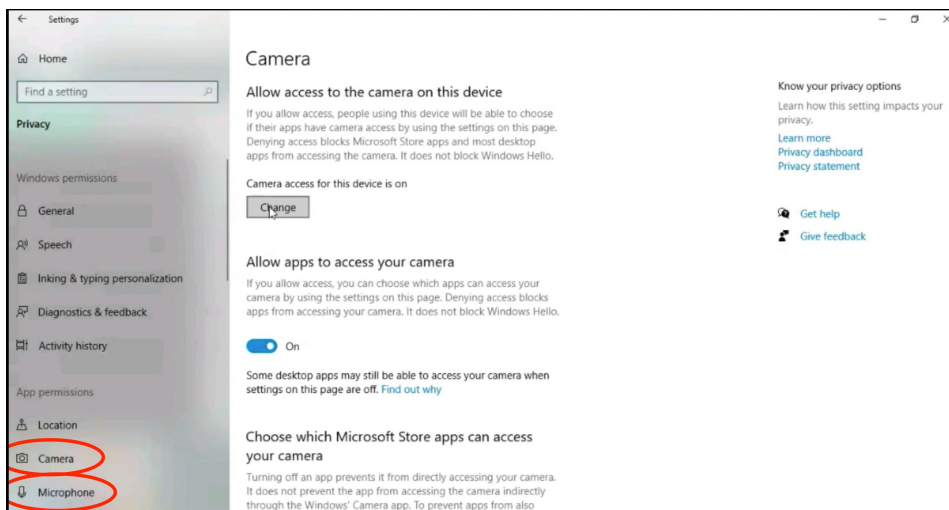 Settings
Home
Find a setting
Privacy
Windows permissions
General
Speech
Inking & typing personalization
Diagnostics & feedback
Activity history
App permissions
Location
Camera
Microphone
Camera
Allow access to the camera on this device
If you allow access, people using this device will be able to choose
if their apps have camera access by using the settings on this page.
Denying access blocks Microsoft Store apps and most desktop
apps from accessing the camera. It does not block Windows Hello.
Camera access for this device is on
Change
Allow apps to access your camera
If you allow access, you can choose which apps can access your
camera by using the settings on this page. Denying access blocks
apps from accessing your camera. It does not block Windows Hello.
On
Some desktop apps may still be able to access your camera when
settings on this page are off. Find out why
Choose which Microsoft Store apps can access
your camera
Turning off an app prevents it from directly accessing your camera.
It does not prevent the app from accessing the camera indirectly
through the Windows' Camera app. To prevent apps from also
Know your privacy options
Learn how this setting impacts your
privacy.
Learn more
Privacy dashboard
Privacy statement
Get help
Give feedback